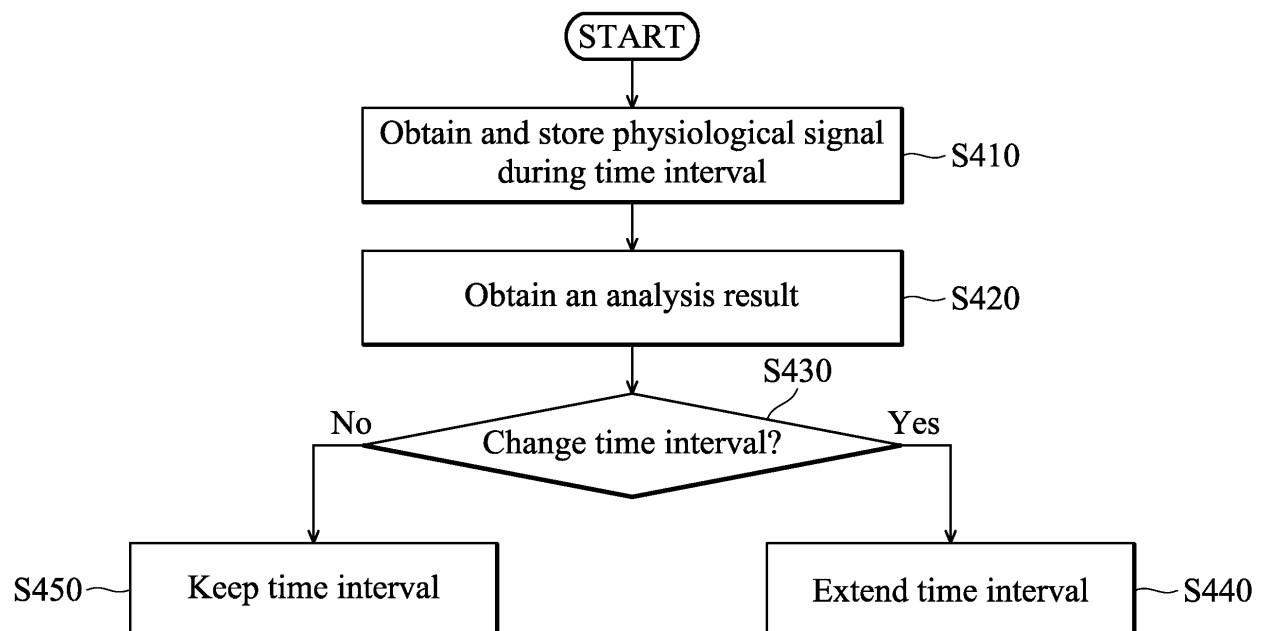 START
Obtain and store physiological signal
during time interval
S410
Obtain an analysis result
S420
S430
No
Change time interval?
Yes
S450
Keep time interval
Extend time interval
S440